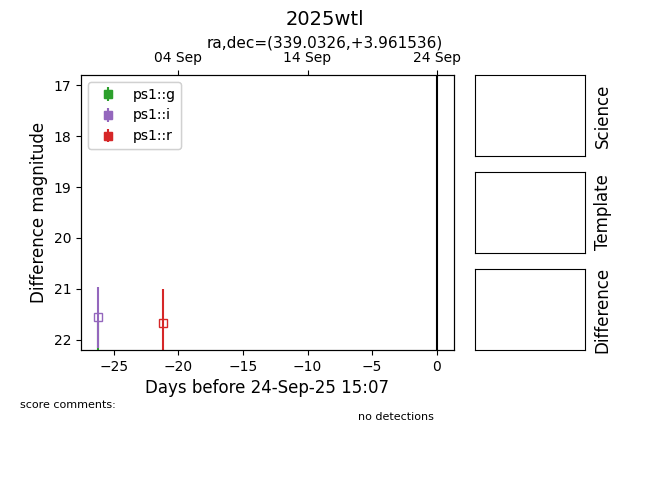 2025wtl
ra,dec=(339.0326,+3.961536)
04 Sep 14 Sep 24 Sep
ps1::g
ps1::i
ps1::r
17
18
19
20
21
22
Difference magnitude
−25 −20 −15 −10 −5 0
Days before 24-Sep-25 15:07
Science
Template
Difference
score comments:
no detections